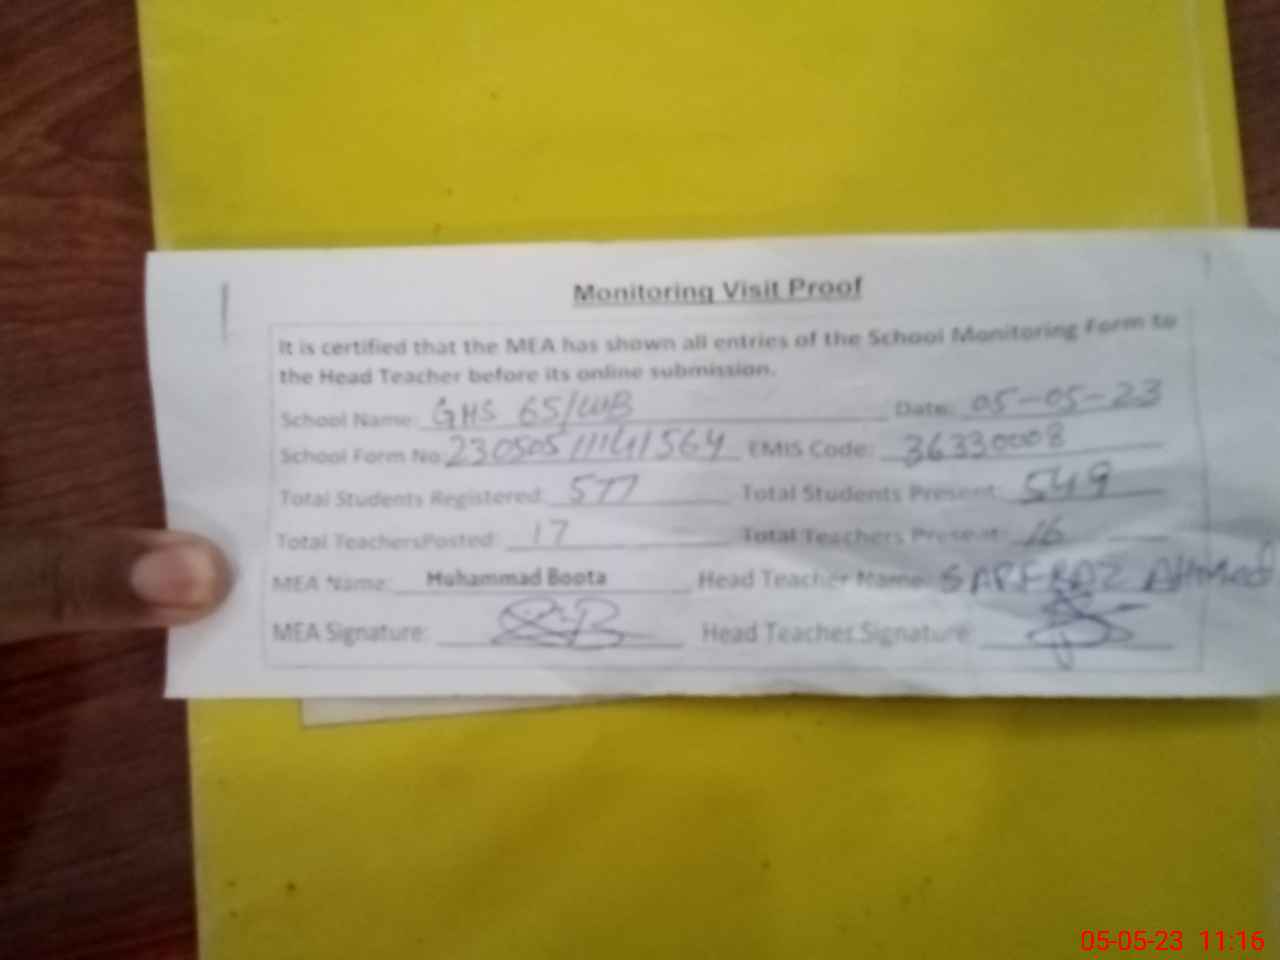 Monitoring Visit Proof
It is certified that the MEA has shown all entries of the School Monitoring Form to
the Head Teacher before its online submission.
School Name: GHS 65/WB Date: 05-05-23
School Form No: EMIS Code: 36330008
Total Students Registered: 577 Total Students Present: 549
Total TeachersPosted: 17 Total Teachers Present: 16
MEA Name: Muhammad Boota Head Teacher Name: SARFRAZ AHMED
MEA Signature: Head Teacher Signature:
05-05-23 11:16